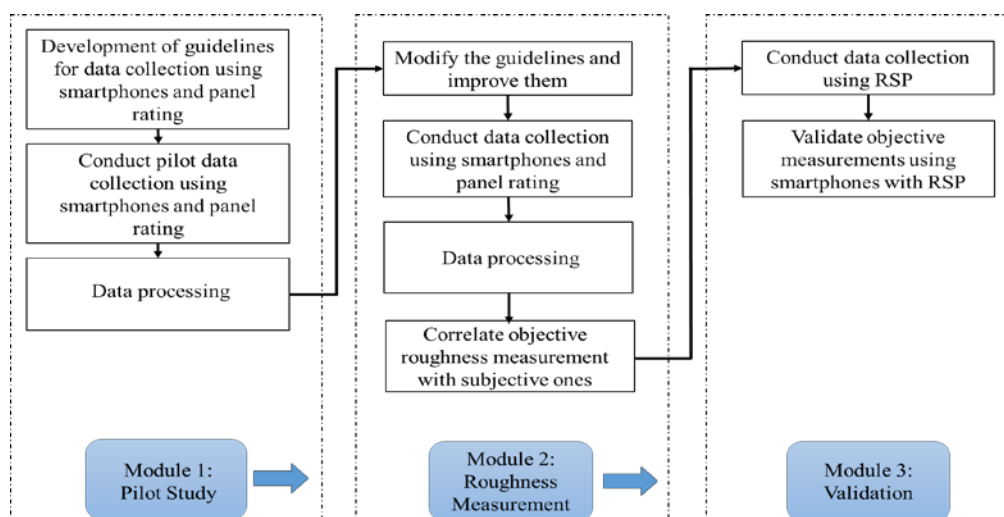 Development of guidelines
for data collection using
smartphones and panel
rating
Conduct pilot data
collection using
smartphones and panel
rating
Data processing
Modify the guidelines and
improve them
Conduct data collection
using smartphones and
panel rating
Data processing
Correlate objective
roughness measurement
with subjective ones
Conduct data collection
using RSP
Validate objective
measurements using
smartphones with RSP
Module 1:
Pilot Study
Module 2:
Roughness
Measurement
Module 3:
Validation